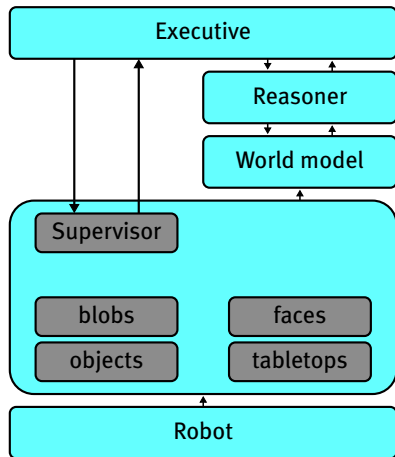 Executive
Reasoner
World model
Supervisor
blobs
faces
objects
tabletops
Robot